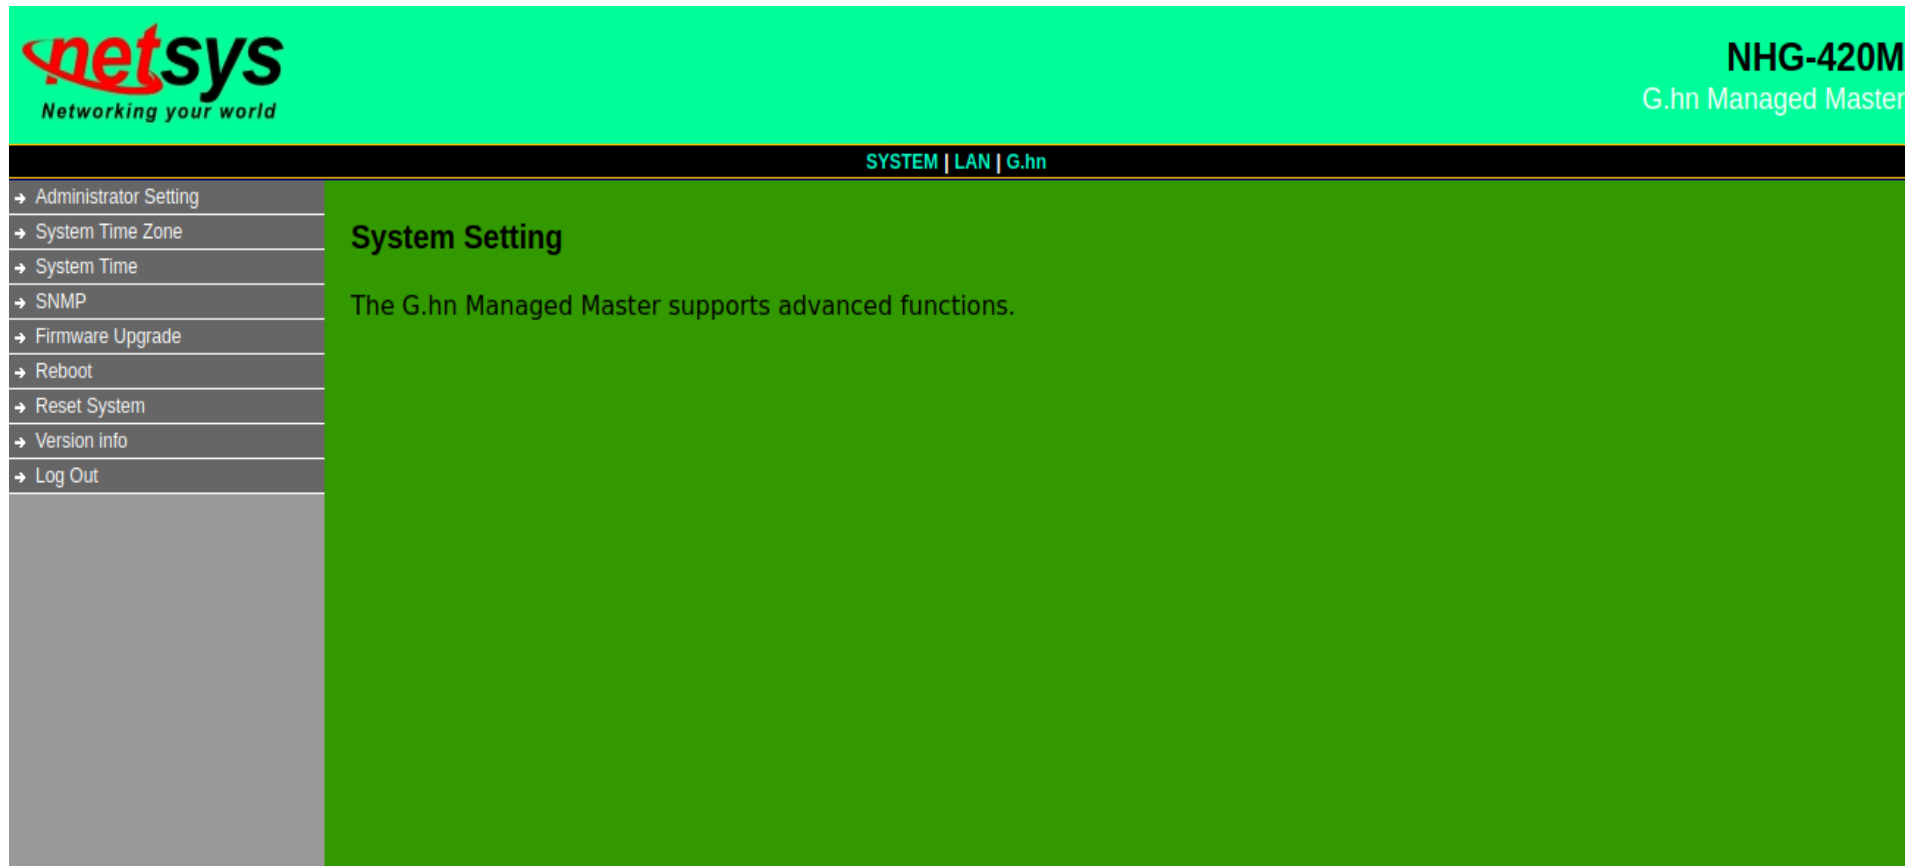 netsys
Networking your world
NHG-420M
G.hn Managed Master
SYSTEM | LAN | G.hn
Administrator Setting
System Time Zone
System Time
SNMP
Firmware Upgrade
Reboot
Reset System
Version info
Log Out
System Setting
The G.hn Managed Master supports advanced functions.